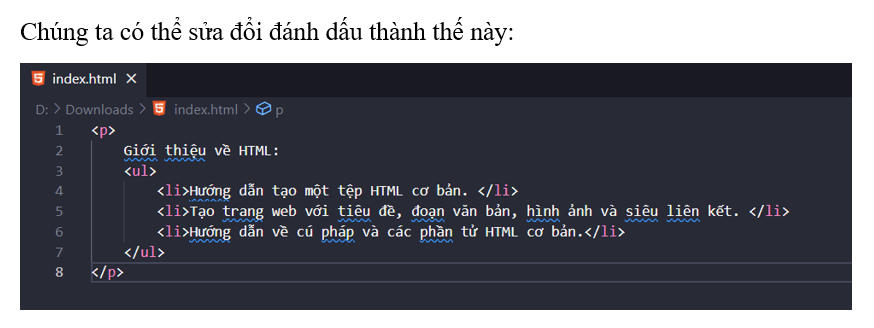 Chúng ta có thể sửa đổi đánh dấu thành thế này:
index.html
D: > Downloads > index.html > p
1 <p>
2 Giới thiệu về HTML:
3 <ul>
4 <li>Hướng dẫn tạo một tệp HTML cơ bản. </li>
5 <li>Tạo trang web với tiêu đề, đoạn văn bản, hình ảnh và siêu liên kết. </li>
6 <li>Hướng dẫn về cú pháp và các phần tử HTML cơ bản.</li>
7 </ul>
8 </p>